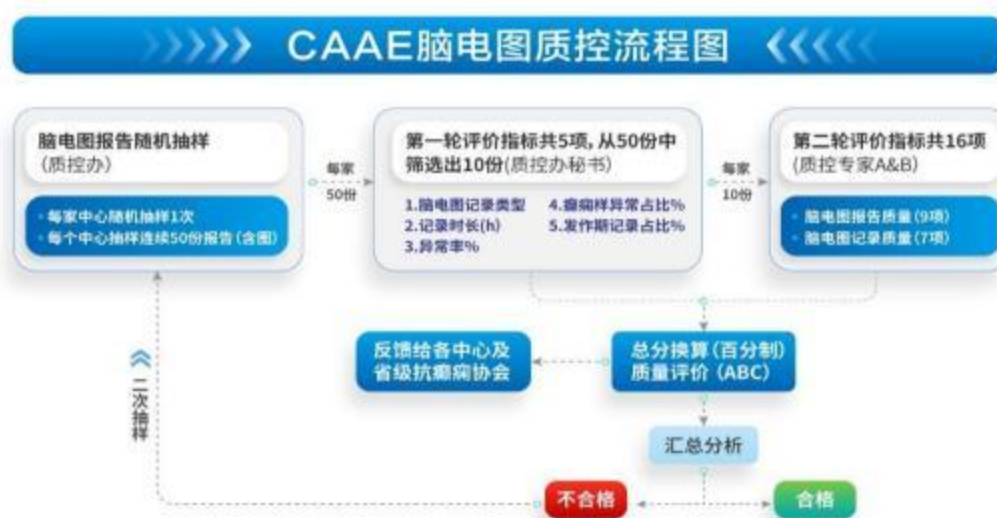 CAAE脑电图质控流程图
脑电图报告随机抽样
(质控办)
• 每家中心随机抽样1次
• 每个中心抽样连续50份报告(含图)
每家
50份
第一轮评价指标共5项, 从50份中
筛选出10份(质控办秘书)
1.脑电图记录类型
2.记录时长(h)
3.异常率%
4.癫痫样异常占比%
5.发作期记录占比%
每家
10份
第二轮评价指标共16项
(质控专家A&B)
• 脑电图报告质量(9项)
• 脑电图记录质量(7项)
反馈给各中心及
省级抗癫痫协会
总分换算(百分制)
质量评价 (ABC)
二次抽样
汇总分析
不合格
合格